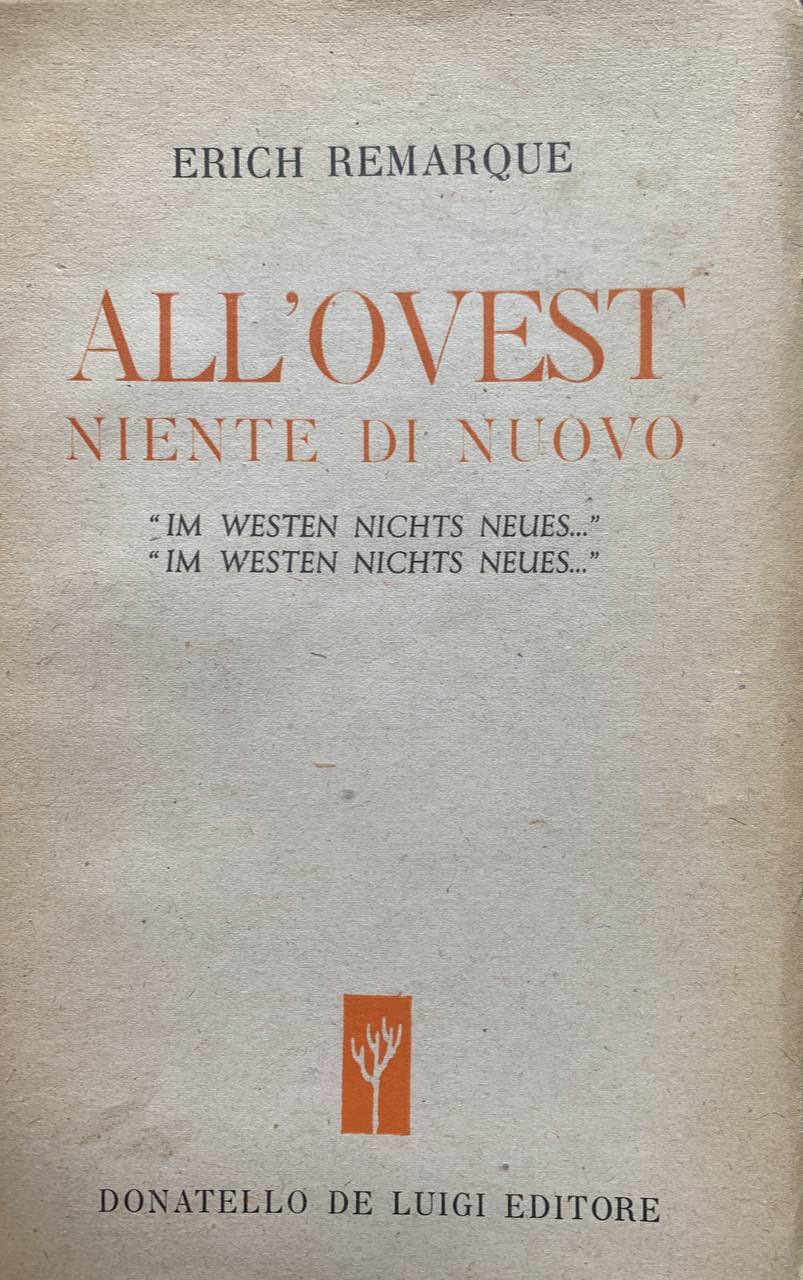 ERICH REMARQUE
ALL'OVEST
NIENTE DI NUOVO
“IM WESTEN NICHTS NEUES...”
“IM WESTEN NICHTS NEUES...”
DONATELLO DE LUIGI EDITORE